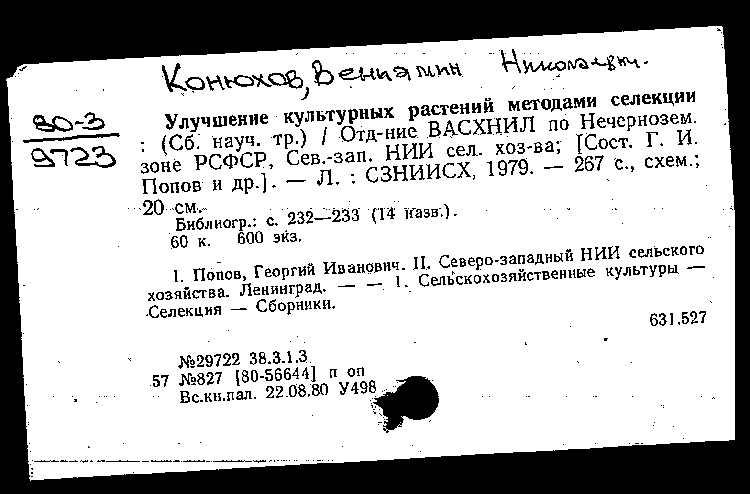 Конюхов, Вениамин Николаевич.
80-3
9723
Улучшение культурных растений методами селекции
: (Сб. науч. тр.) / Отд-ние ВАСХНИЛ по Нечернозем.
зоне РСФСР, Сев.-зап. НИИ сел. хоз-ва; [Сост. Г. И.
Попов и др.]. — Л. : СЗНИИСХ, 1979. — 267 с., схем.;
20 см.
Библиогр.: с. 232—233 (14 назв.).
60 к. 600 экз.
I. Попов, Георгий Иванович. II. Северо-западный НИИ сельского
хозяйства. Ленинград. — — 1. Сельскохозяйственные культуры —
Селекция — Сборники.
631.527
№29722 38.3.1.3
57 №827 [80-56644] п оп
Вс.кн.пал. 22.08.80 У498